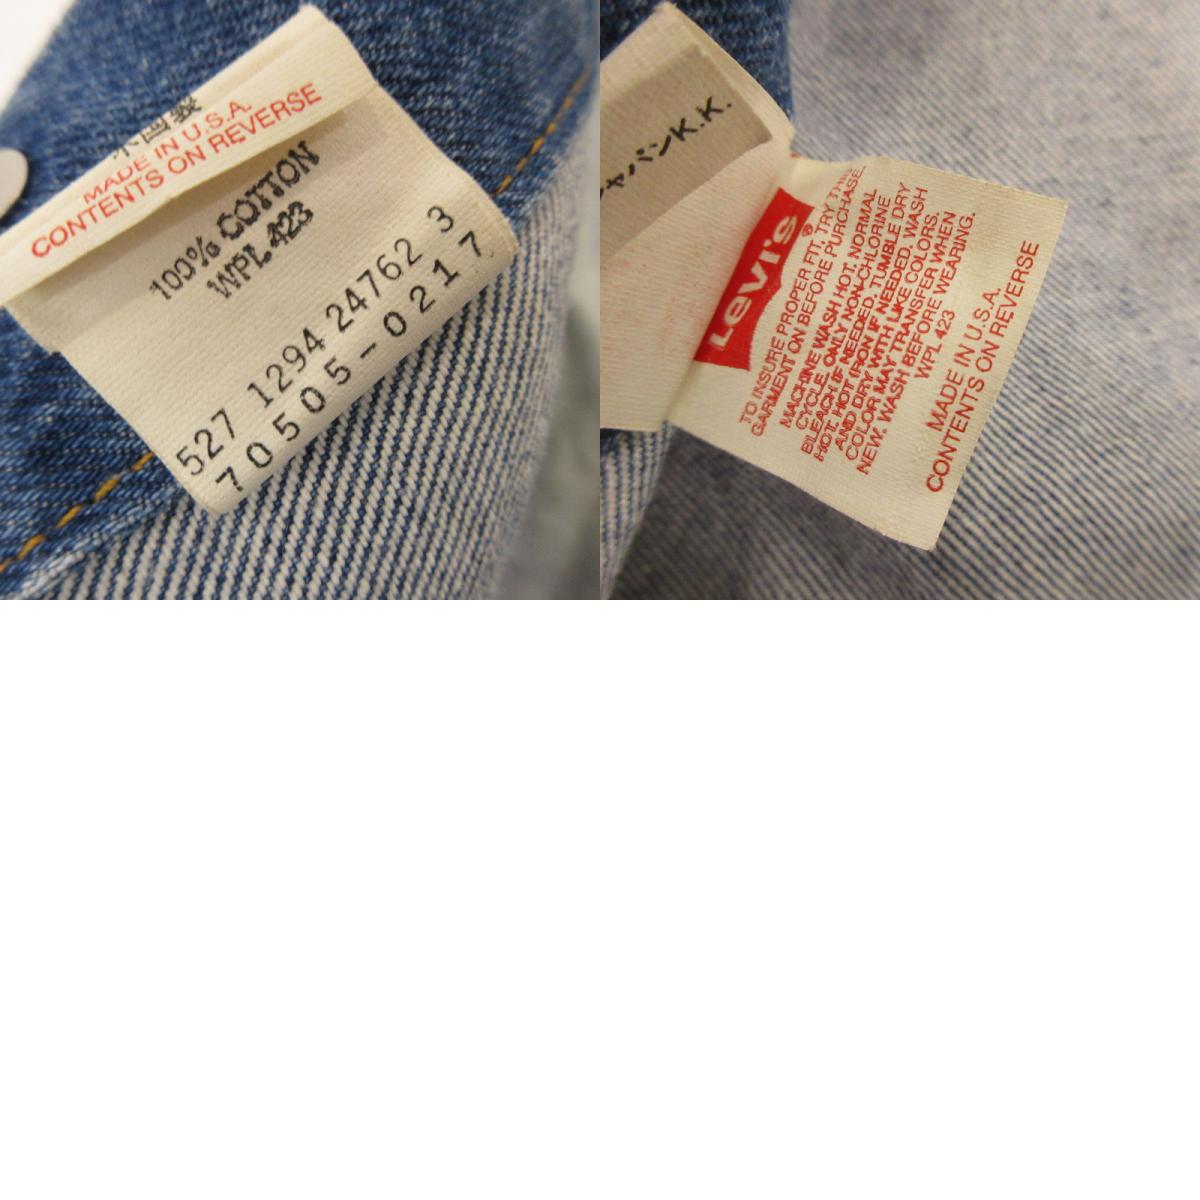 米国製
MADE IN U.S.A.
CONTENTS ON REVERSE
100% COTTON
WPL 423
527 1294 24762 3
70505-0217
ャパンK.K.
Levi's®
TO INSURE PROPER FIT, TRY THIS
GARMENT ON BEFORE PURCHASE.
MACHINE WASH HOT, NORMAL
CYCLE. ONLY NON-CHLORINE
BLEACH IF NEEDED. TUMBLE DRY
HOT. HOT IRON IF NEEDED. WASH
AND DRY WITH LIKE COLORS.
COLOR MAY TRANSFER WHEN
NEW. WASH BEFORE WEARING.
WPL 423
MADE IN U.S.A.
CONTENTS ON REVERSE